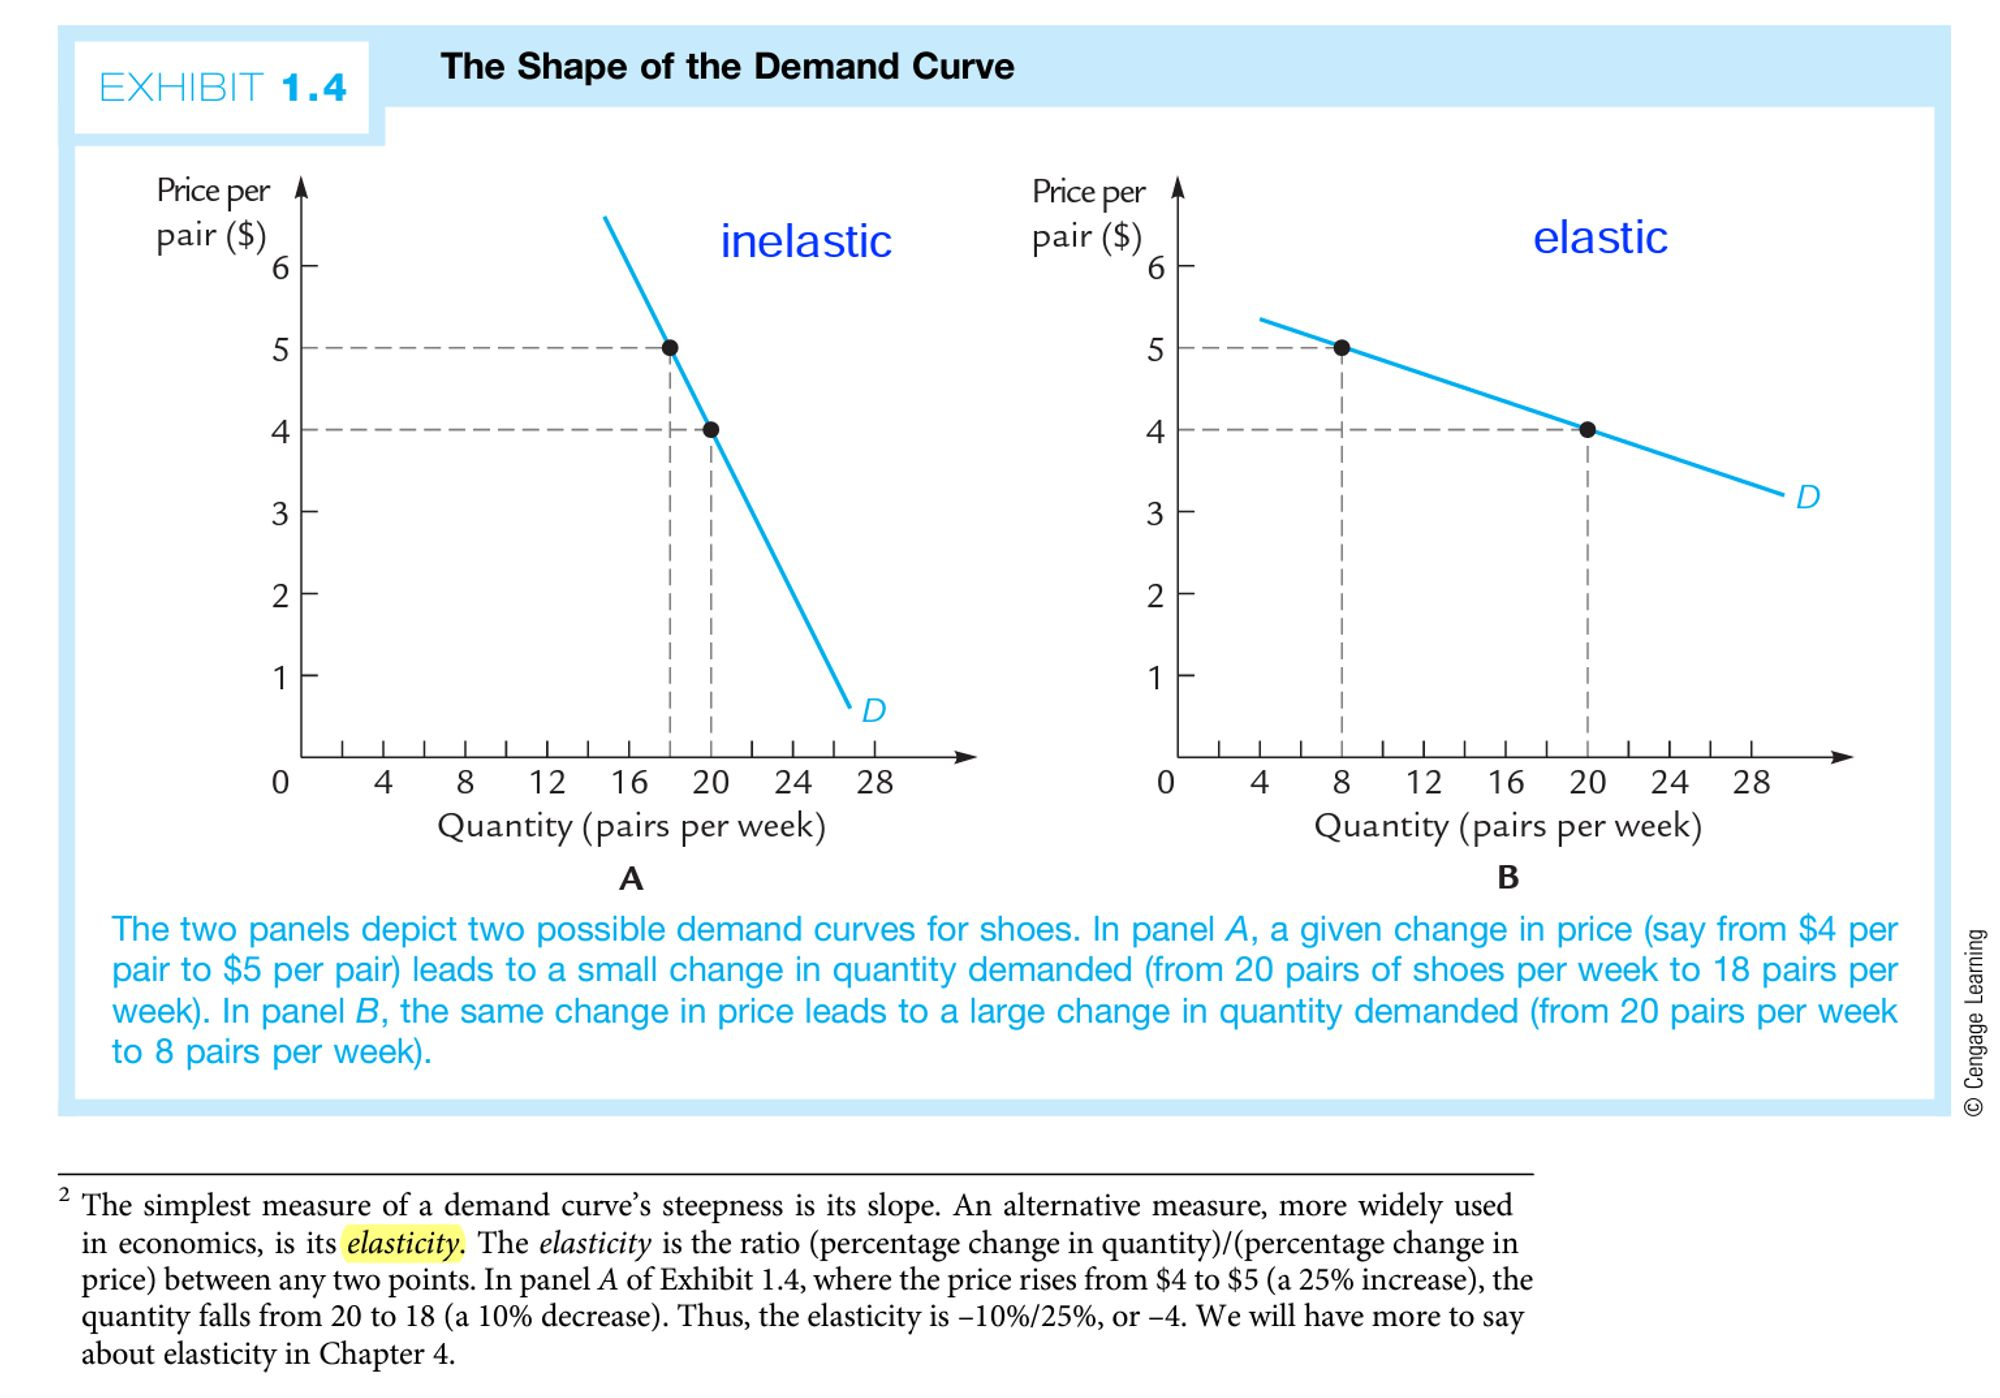 EXHIBIT 1.4
The Shape of the Demand Curve
Price per
pair ($)
inelastic
6
5
4
3
2
1
0
4
8
12
16
20
24
28
D
Quantity (pairs per week)
A
Price per
pair ($)
elastic
6
5
4
3
2
1
0
4
8
12
16
20
24
28
D
Quantity (pairs per week)
B
The two panels depict two possible demand curves for shoes. In panel A, a given change in price (say from $4 per
pair to $5 per pair) leads to a small change in quantity demanded (from 20 pairs of shoes per week to 18 pairs per
week). In panel B, the same change in price leads to a large change in quantity demanded (from 20 pairs per week
to 8 pairs per week).
© Cengage Learning
2 The simplest measure of a demand curve’s steepness is its slope. An alternative measure, more widely used
in economics, is its elasticity. The elasticity is the ratio (percentage change in quantity)/(percentage change in
price) between any two points. In panel A of Exhibit 1.4, where the price rises from $4 to $5 (a 25% increase), the
quantity falls from 20 to 18 (a 10% decrease). Thus, the elasticity is –10%/25%, or –4. We will have more to say
about elasticity in Chapter 4.